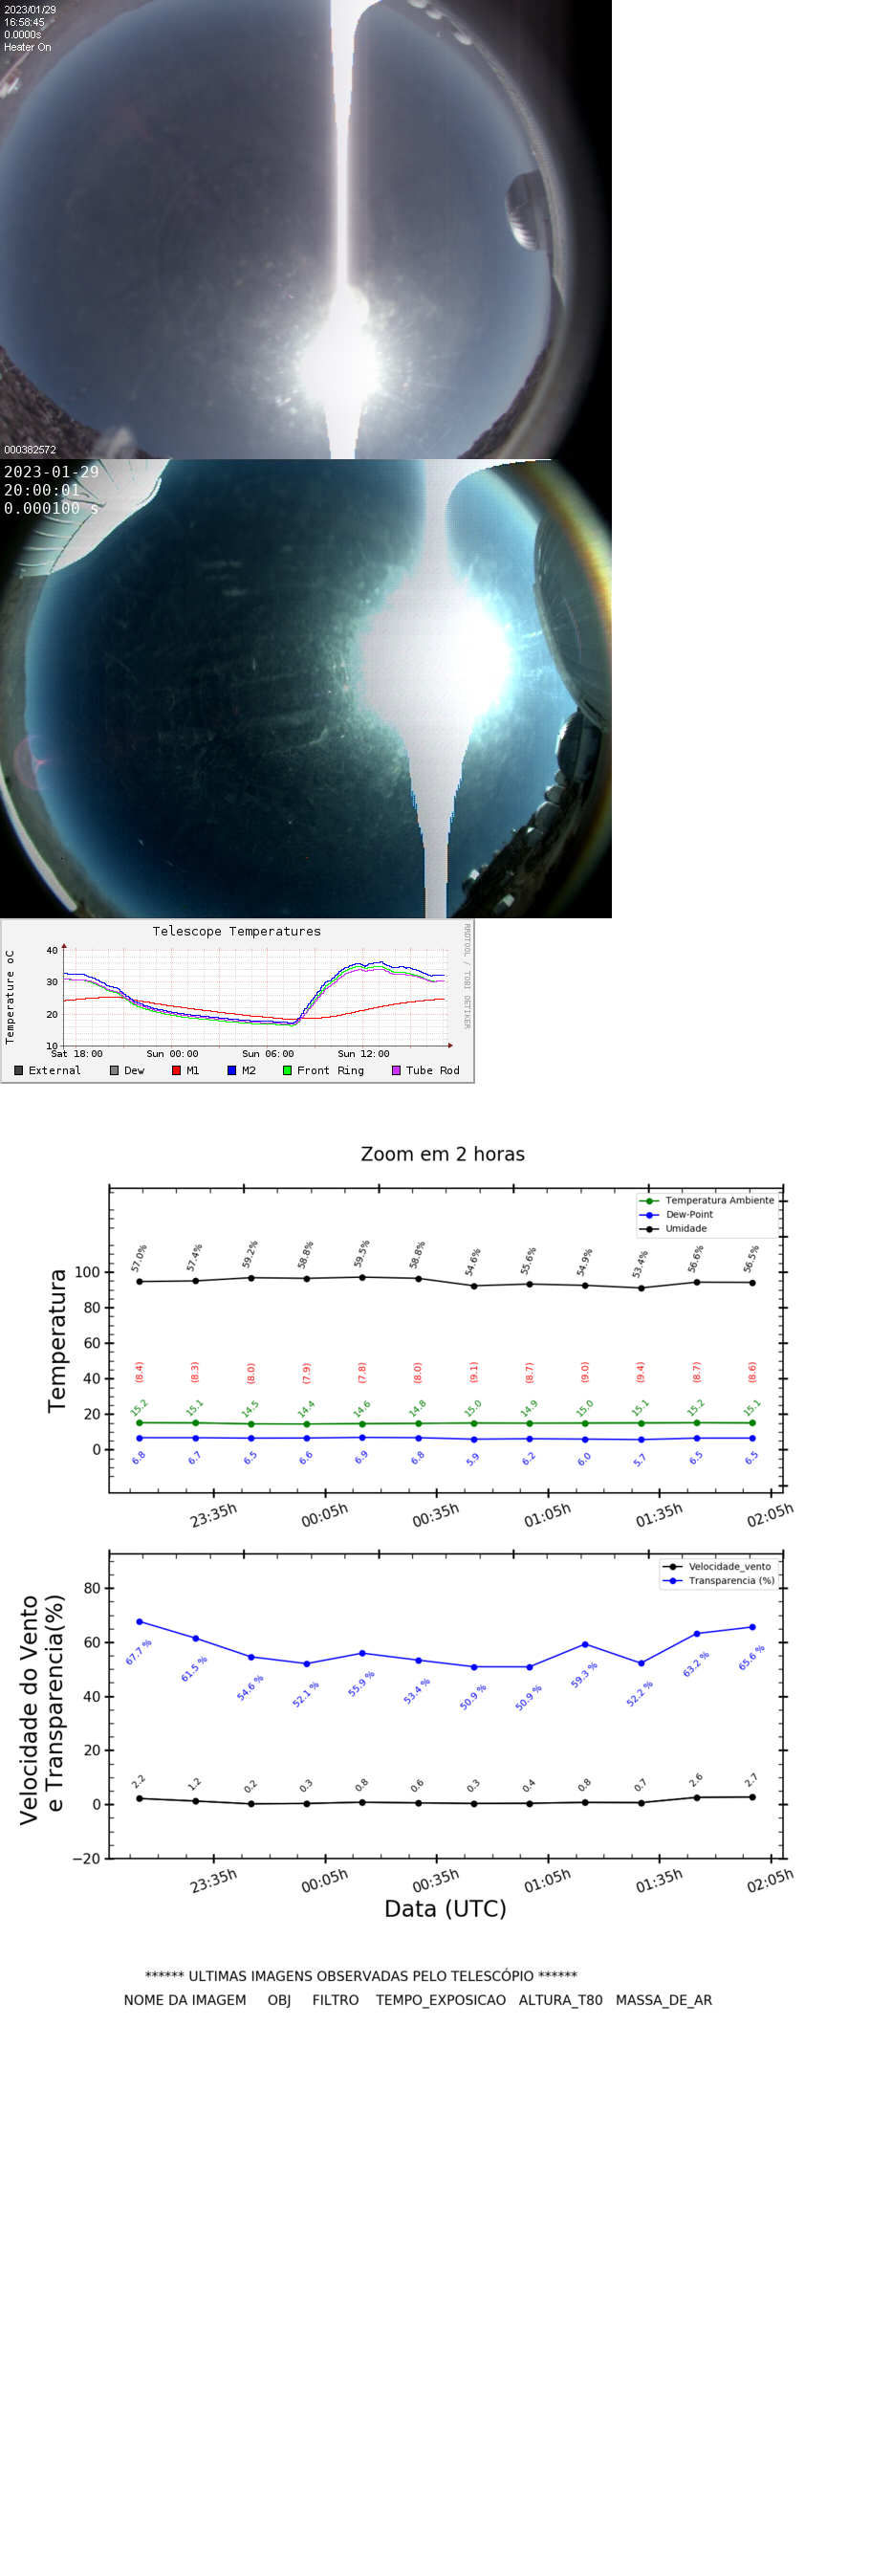 2023/01/29
16:58:45
0.0000s
Heater On
000382572
2023-01-29
20:00:01
0.000100 s
Telescope Temperatures
RRDTOOL / TOBI OETIKER
Temperature oC
40
30
20
10
Sat 18:00 Sun 00:00 Sun 06:00 Sun 12:00
External Dew M1 M2 Front Ring Tube Rod
Zoom em 2 horas
Temperatura Ambiente
Dew-Point
Umidade
Temperatura
100
80
60
40
20
0
57.0% 57.4% 59.2% 58.8% 59.5% 58.8% 54.6% 55.6% 54.9% 53.4% 56.6% 56.5%
(8.4) (8.3) (8.0) (7.9) (7.8) (8.0) (9.1) (8.7) (9.0) (9.4) (8.7) (8.6)
15.2 15.1 14.5 14.4 14.6 14.8 15.0 14.9 15.0 15.1 15.2 15.1
6.8 6.7 6.5 6.6 6.9 6.8 5.9 6.2 6.0 5.7 6.5 6.5
23:35h 00:05h 00:35h 01:05h 01:35h 02:05h
Velocidade_vento
Transparencia (%)
Velocidade do Vento
e Transparencia(%)
80
60
40
20
0
−20
67.7 % 61.5 % 54.6 % 52.1 % 55.9 % 53.4 % 50.9 % 50.9 % 59.3 % 52.2 % 63.2 % 65.6 %
2.2 1.2 0.2 0.3 0.8 0.6 0.3 0.4 0.8 0.7 2.6 2.7
23:35h 00:05h 00:35h 01:05h 01:35h 02:05h
Data (UTC)
****** ULTIMAS IMAGENS OBSERVADAS PELO TELESCÓPIO ******
NOME DA IMAGEM OBJ FILTRO TEMPO_EXPOSICAO ALTURA_T80 MASSA_DE_AR